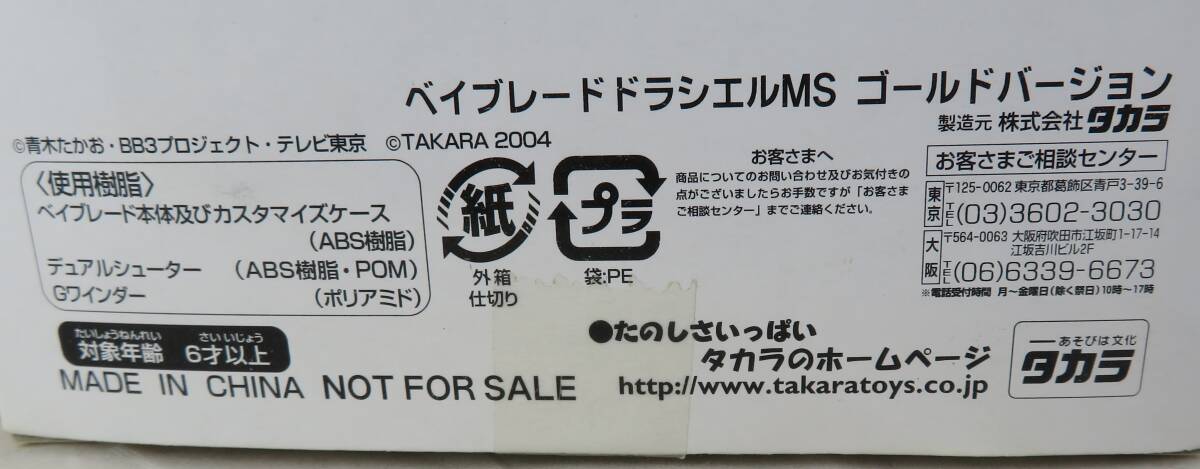 ベイブレードドラシエルMS ゴールドバージョン
製造元 株式会社タカラ
©青木たかお・BB3プロジェクト・テレビ東京 ©TAKARA 2004
〈使用樹脂〉
ベイブレード本体及びカスタマイズケース
(ABS樹脂)
デュアルシューター (ABS樹脂・POM)
Gワインダー (ポリアミド)
紙
外箱
仕切り
プラ
袋:PE
お客さまへ
商品についてのお問い合わせ及びお気付きの
点がございましたらお手数ですが「お客さま
ご相談センター」までご連絡ください。
お客さまご相談センター
東京
〒125-0062 東京都葛飾区青戸3-39-6
TEL(03)3602-3030
大阪
〒564-0063 大阪府吹田市江坂町1-17-14
江坂吉川ビル2F
TEL(06)6339-6673
※電話受付時間 月～金曜日(除く祭日)10時～17時
たいしょうねんれい さいいじょう
対象年齢 6才以上
MADE IN CHINA NOT FOR SALE
●たのしさいっぱい
タカラのホームページ
http://www.takaratoys.co.jp
あそびは文化
タカラ